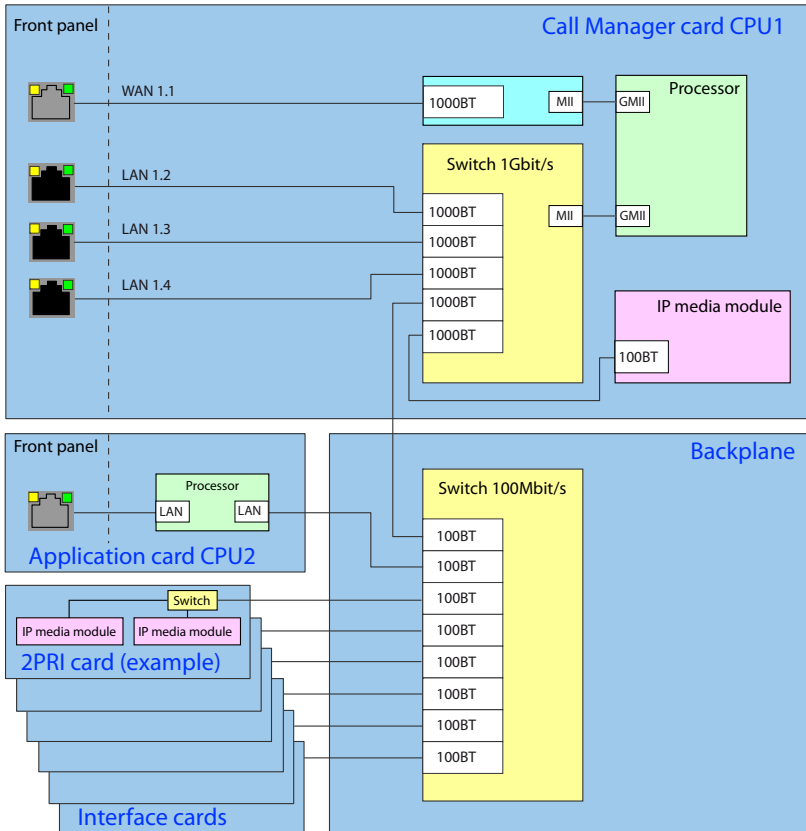 Front panel
Call Manager card CPU1
WAN 1.1
1000BT
MII
GMII
Processor
LAN 1.2
Switch 1Gbit/s
1000BT
MII
GMII
LAN 1.3
1000BT
LAN 1.4
1000BT
1000BT
IP media module
1000BT
100BT
Front panel
Backplane
Processor
Switch 100Mbit/s
LAN
LAN
100BT
Application card CPU2
100BT
Switch
100BT
IP media module
IP media module
100BT
2PRI card (example)
100BT
100BT
100BT
100BT
Interface cards